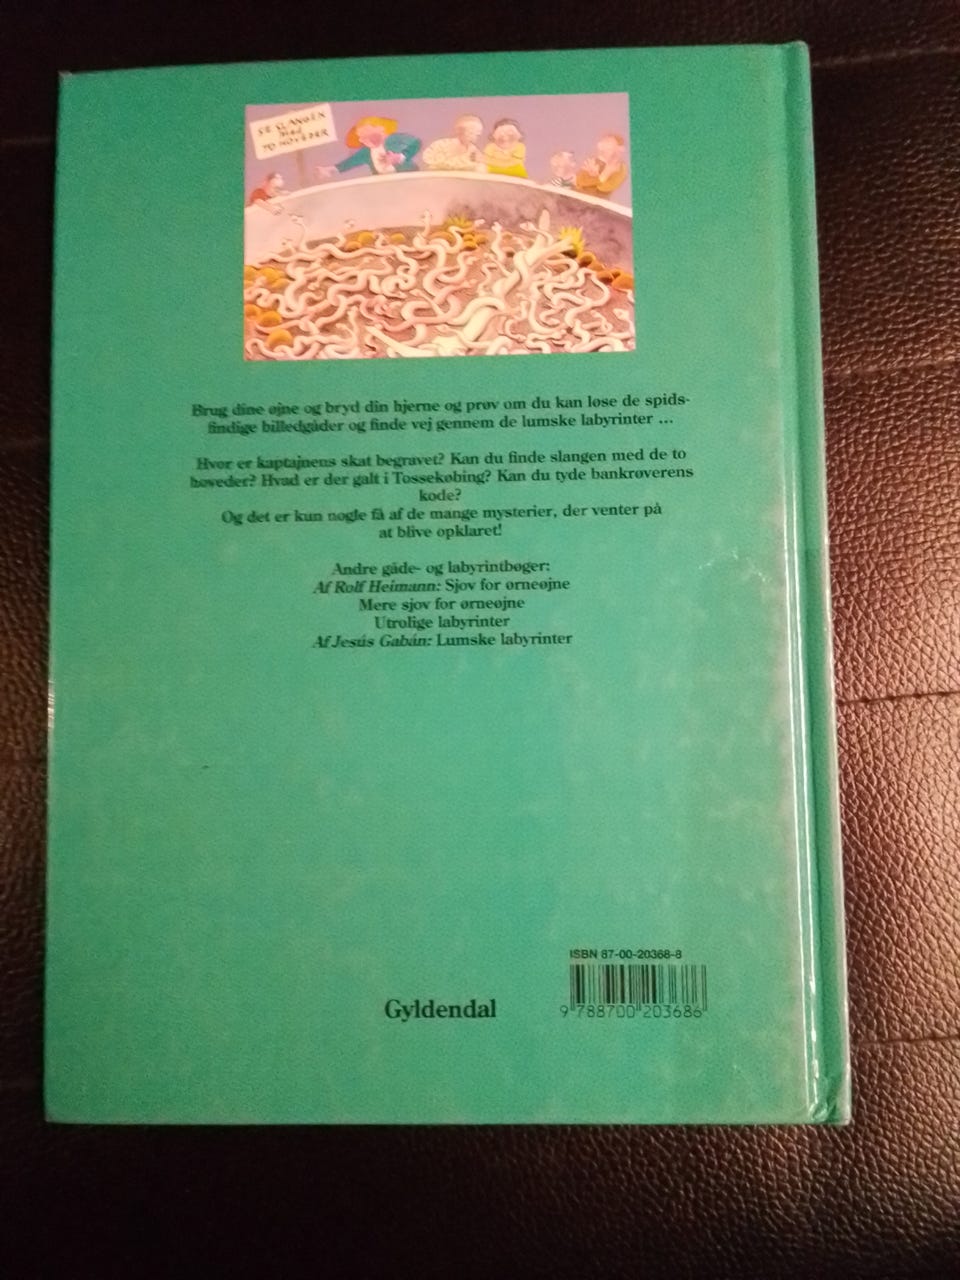 SE SLANGEN
med
TO HOVEDER
Brug dine øjne og bryd din hjerne og prøv om du kan løse de spids-
findige billedgåder og finde vej gennem de lumske labyrinter ...
Hvor er kaptajnens skat begravet? Kan du finde slangen med de to
hoveder? Hvad er der galt i Tossekøbing? Kan du tyde bankrøverens
kode?
Og det er kun nogle få af de mange mysterier, der venter på
at blive opklaret!
Andre gåde- og labyrintbøger:
Af Rolf Heimann: Sjov for ørneøjne
Mere sjov for ørneøjne
Utrolige labyrinter
Af Jesús Gabán: Lumske labyrinter
ISBN 87-00-20368-8
Gyldendal
9 788700 203686